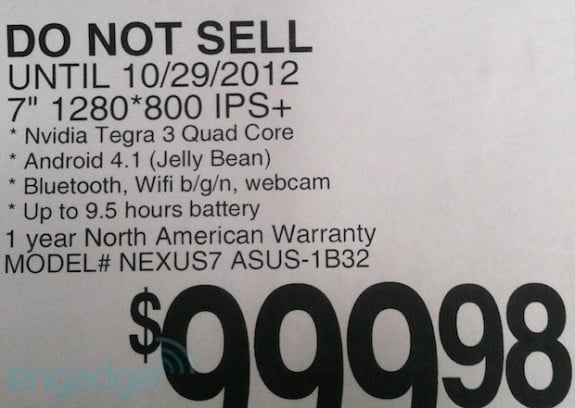 DO NOT SELL
UNTIL 10/29/2012
7" 1280*800 IPS+
* Nvidia Tegra 3 Quad Core
* Android 4.1 (Jelly Bean)
* Bluetooth, Wifi b/g/n, webcam
* Up to 9.5 hours battery
1 year North American Warranty
MODEL# NEXUS7 ASUS-1B32
$99998
engadget